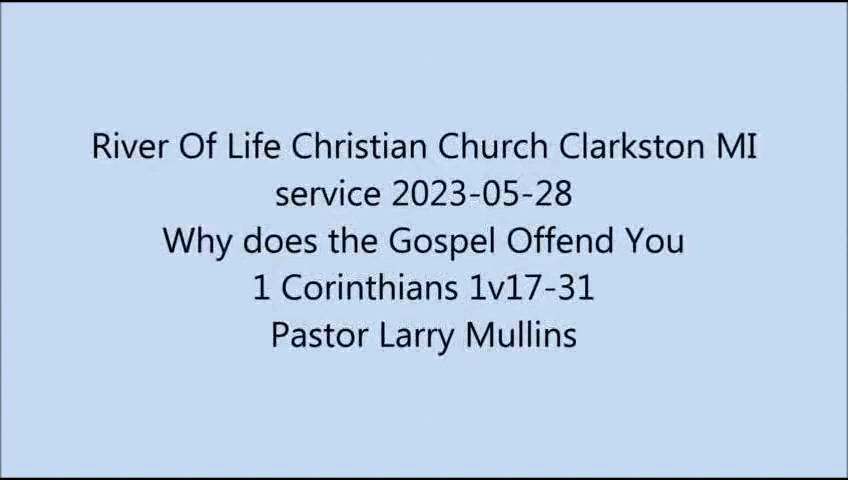 River Of Life Christian Church Clarkston MI
service 2023-05-28
Why does the Gospel Offend You
1 Corinthians 1v17-31
Pastor Larry Mullins